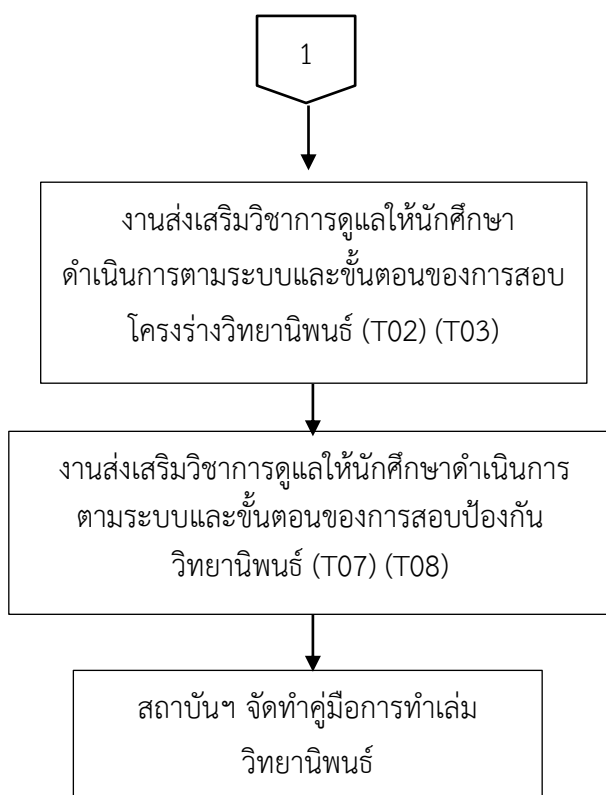 1
งานส่งเสริมวิชาการดูแลให้นักศึกษา
ดำเนินการตามระบบและขั้นตอนของการสอบ
โครงร่างวิทยานิพนธ์ (T02) (T03)
งานส่งเสริมวิชาการดูแลให้นักศึกษาดำเนินการ
ตามระบบและขั้นตอนของการสอบป้องกัน
วิทยานิพนธ์ (T07) (T08)
สถาบันฯ จัดทำคู่มือการทำเล่ม
วิทยานิพนธ์